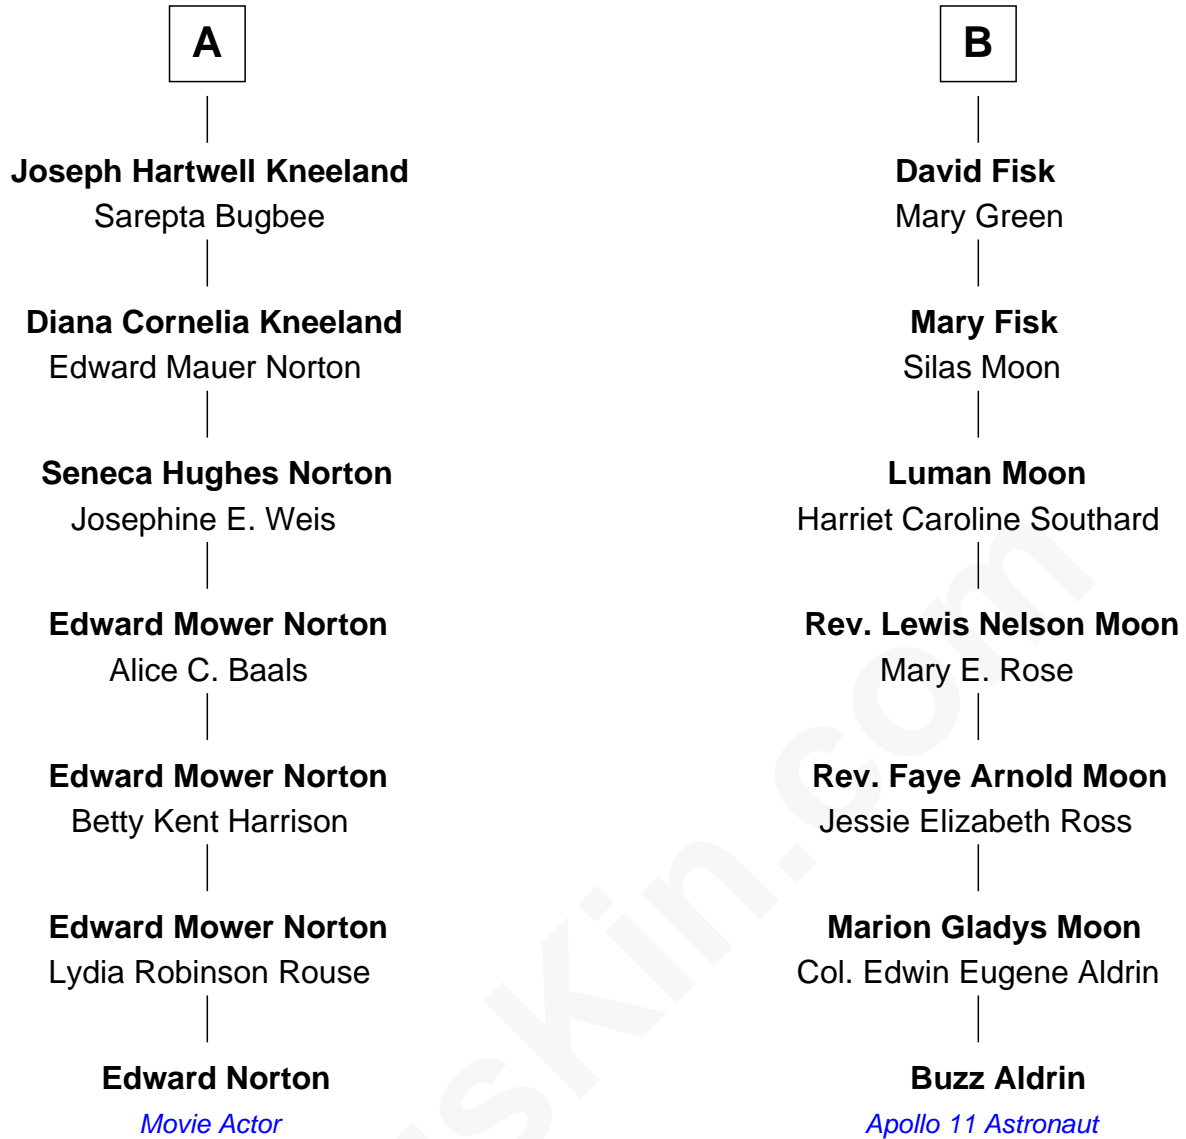 A
Joseph Hartwell Kneeland
Sarepta Bugbee
Diana Cornelia Kneeland
Edward Mauer Norton
Seneca Hughes Norton
Josephine E. Weis
Edward Mower Norton
Alice C. Baals
Edward Mower Norton
Betty Kent Harrison
Edward Mower Norton
Lydia Robinson Rouse
Edward Norton
Movie Actor
B
David Fisk
Mary Green
Mary Fisk
Silas Moon
Luman Moon
Harriet Caroline Southard
Rev. Lewis Nelson Moon
Mary E. Rose
Rev. Faye Arnold Moon
Jessie Elizabeth Ross
Marion Gladys Moon
Col. Edwin Eugene Aldrin
Buzz Aldrin
Apollo 11 Astronaut